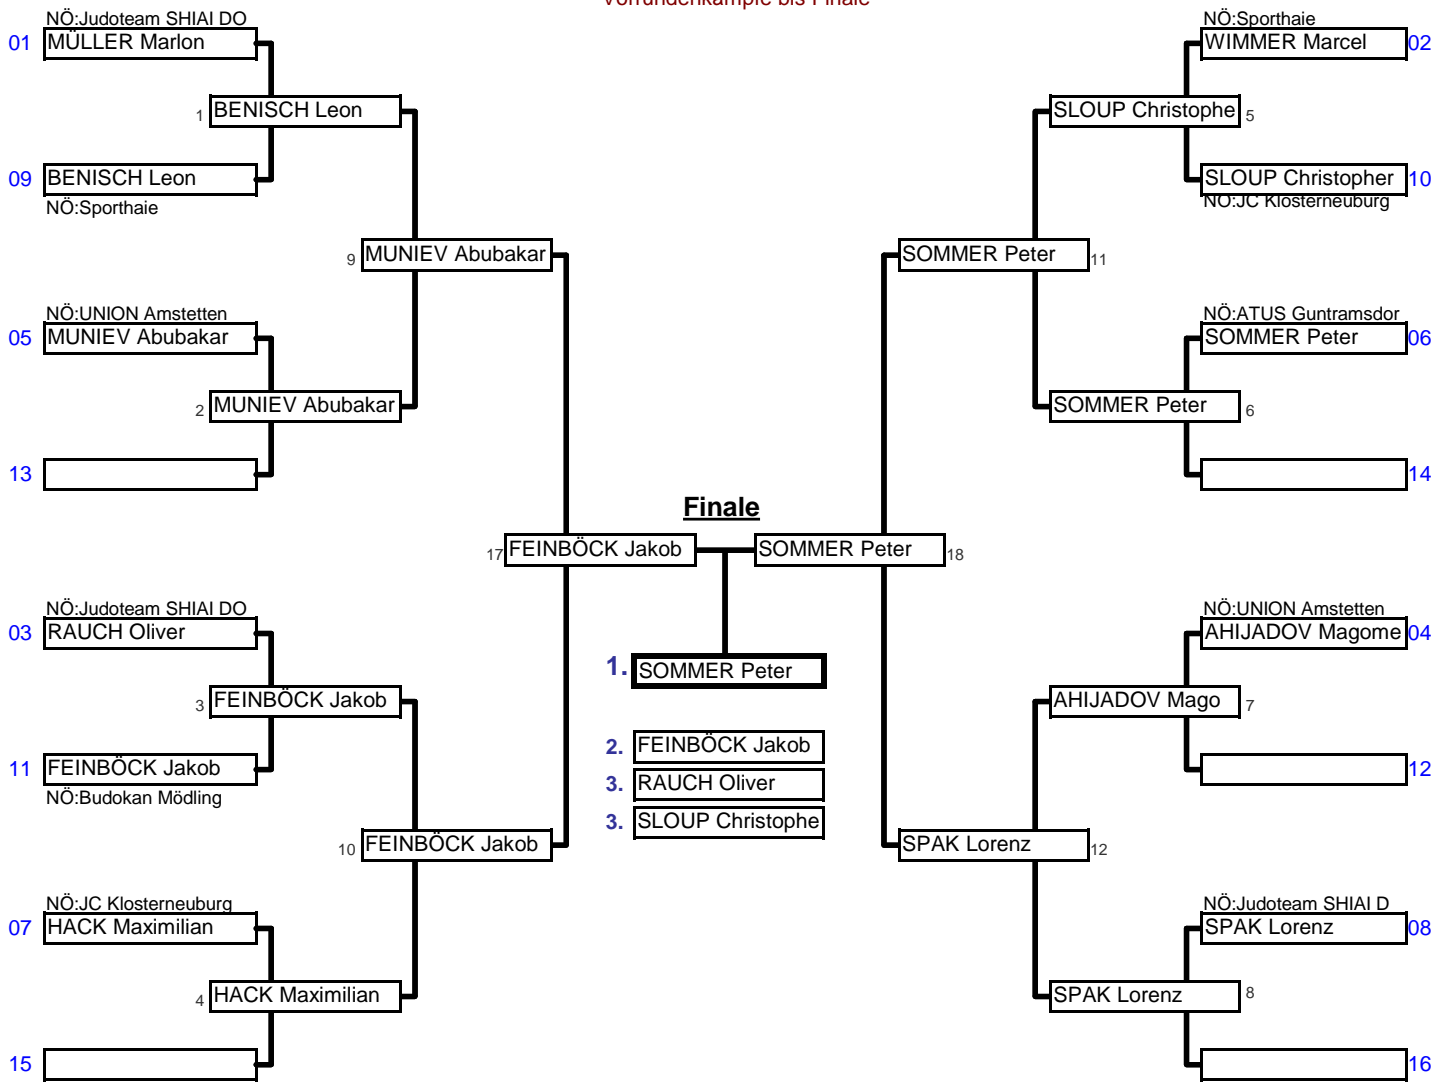 Vorrundenkämpfe bis Finale
NÖ:Judoteam SHIAI DO
01 MÜLLER Marlon
1 BENISCH Leon
09 BENISCH Leon
NÖ:Sporthaie
9 MUNIEV Abubakar
NÖ:UNION Amstetten
05 MUNIEV Abubakar
2 MUNIEV Abubakar
13
17 FEINBÖCK Jakob
NÖ:Judoteam SHIAI DO
03 RAUCH Oliver
3 FEINBÖCK Jakob
11 FEINBÖCK Jakob
NÖ:Budokan Mödling
10 FEINBÖCK Jakob
NÖ:JC Klosterneuburg
07 HACK Maximilian
4 HACK Maximilian
15
Finale
1. SOMMER Peter
2. FEINBÖCK Jakob
3. RAUCH Oliver
3. SLOUP Christophe
NÖ:Sporthaie
WIMMER Marcel 02
SLOUP Christophe 5
SLOUP Christopher 10
NÖ:JC Klosterneuburg
SOMMER Peter 11
NÖ:ATUS Guntramsdor
SOMMER Peter 06
SOMMER Peter 6
14
SOMMER Peter 18
NÖ:UNION Amstetten
AHIJADOV Magome 04
AHIJADOV Mago 7
12
SPAK Lorenz 12
NÖ:Judoteam SHIAI D
SPAK Lorenz 08
SPAK Lorenz 8
16